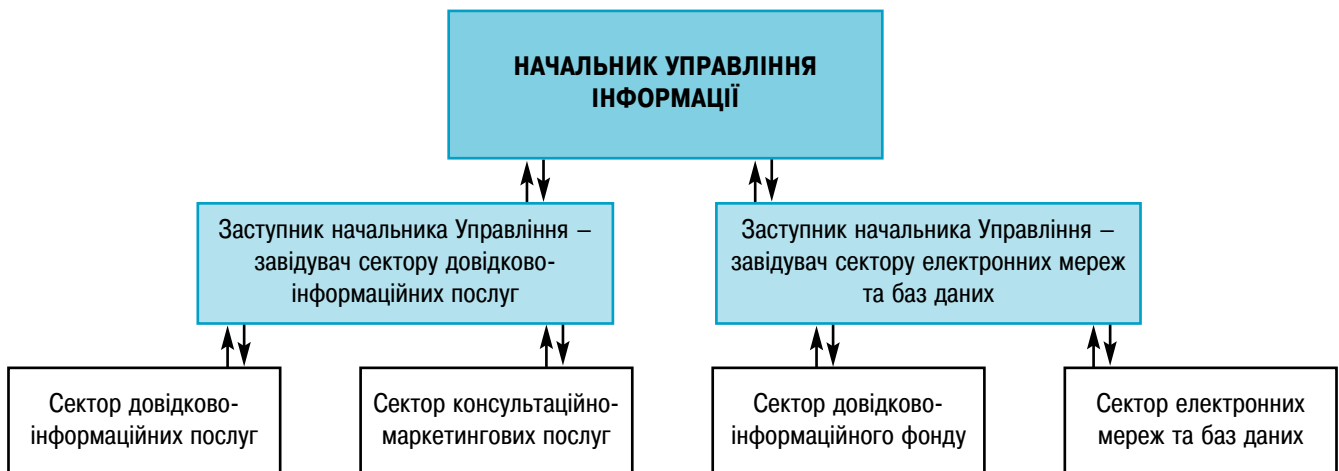 НАЧАЛЬНИК УПРАВЛІННЯ
ІНФОРМАЦІЇ
Заступник начальника Управління –
завідувач сектору довідково-
інформаційних послуг
Заступник начальника Управління –
завідувач сектору електронних мереж
та баз даних
Сектор довідково-
інформаційних послуг
Сектор консультаційно-
маркетингових послуг
Сектор довідково-
інформаційного фонду
Сектор електронних
мереж та баз даних